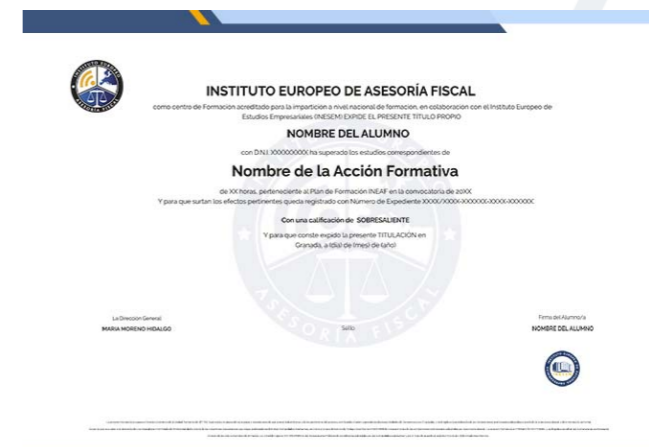 INSTITUTO EUROPEO DE ASESORÍA FISCAL
como centro de Formación acreditado para la impartición a nivel nacional de formación, en colaboración con el Instituto Europeo de
Estudios Empresariales (INESEM) EXPIDE EL PRESENTE TITULO PROPIO
NOMBRE DEL ALUMNO
con D.N.I. XXXXXXXXX ha superado los estudios correspondientes de
Nombre de la Acción Formativa
de XX horas, perteneciente al Plan de Formación INEAF en la convocatoria de 20XX
Y para que surtan los efectos pertinentes queda registrado con Número de Expediente XXXX/XXXX-XXXXXX-XXXX-XXXXXX
Con una calificación de SOBRESALIENTE
Y para que conste expido la presente TITULACIÓN en
Granada, a (día) de (mes) de (año)
ASESORÍA FISCAL
La Dirección General
MARIA MORENO HIDALGO
Sello
Firma del Alumno/a
NOMBRE DEL ALUMNO